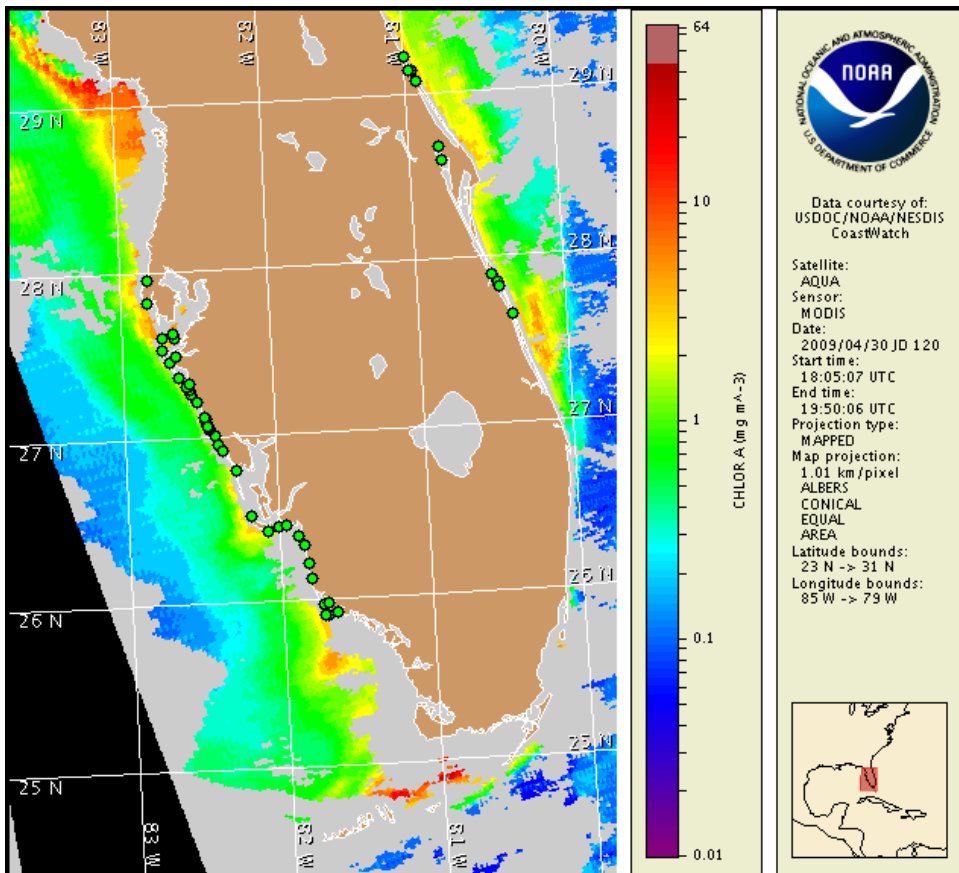 83 W
82 W
81 W
80 W
29 N
29 N
28 N
28 N
27 N
27 N
26 N
26 N
25 N
25 N
83 W
82 W
81 W
64
10
1
0.1
0.01
CHLOR A (mg m^-3)
NATIONAL OCEANIC AND ATMOSPHERIC ADMINISTRATION
NOAA
U.S. DEPARTMENT OF COMMERCE
Data courtesy of:
USDOC/NOAA/NESDIS
CoastWatch
Satellite:
AQUA
Sensor:
MODIS
Date:
2009/04/30 JD 120
Start time:
18:05:07 UTC
End time:
19:50:06 UTC
Projection type:
MAPPED
Map projection:
1.01 km/pixel
ALBERS
CONICAL
EQUAL
AREA
Latitude bounds:
23 N -> 31 N
Longitude bounds:
85 W -> 79 W